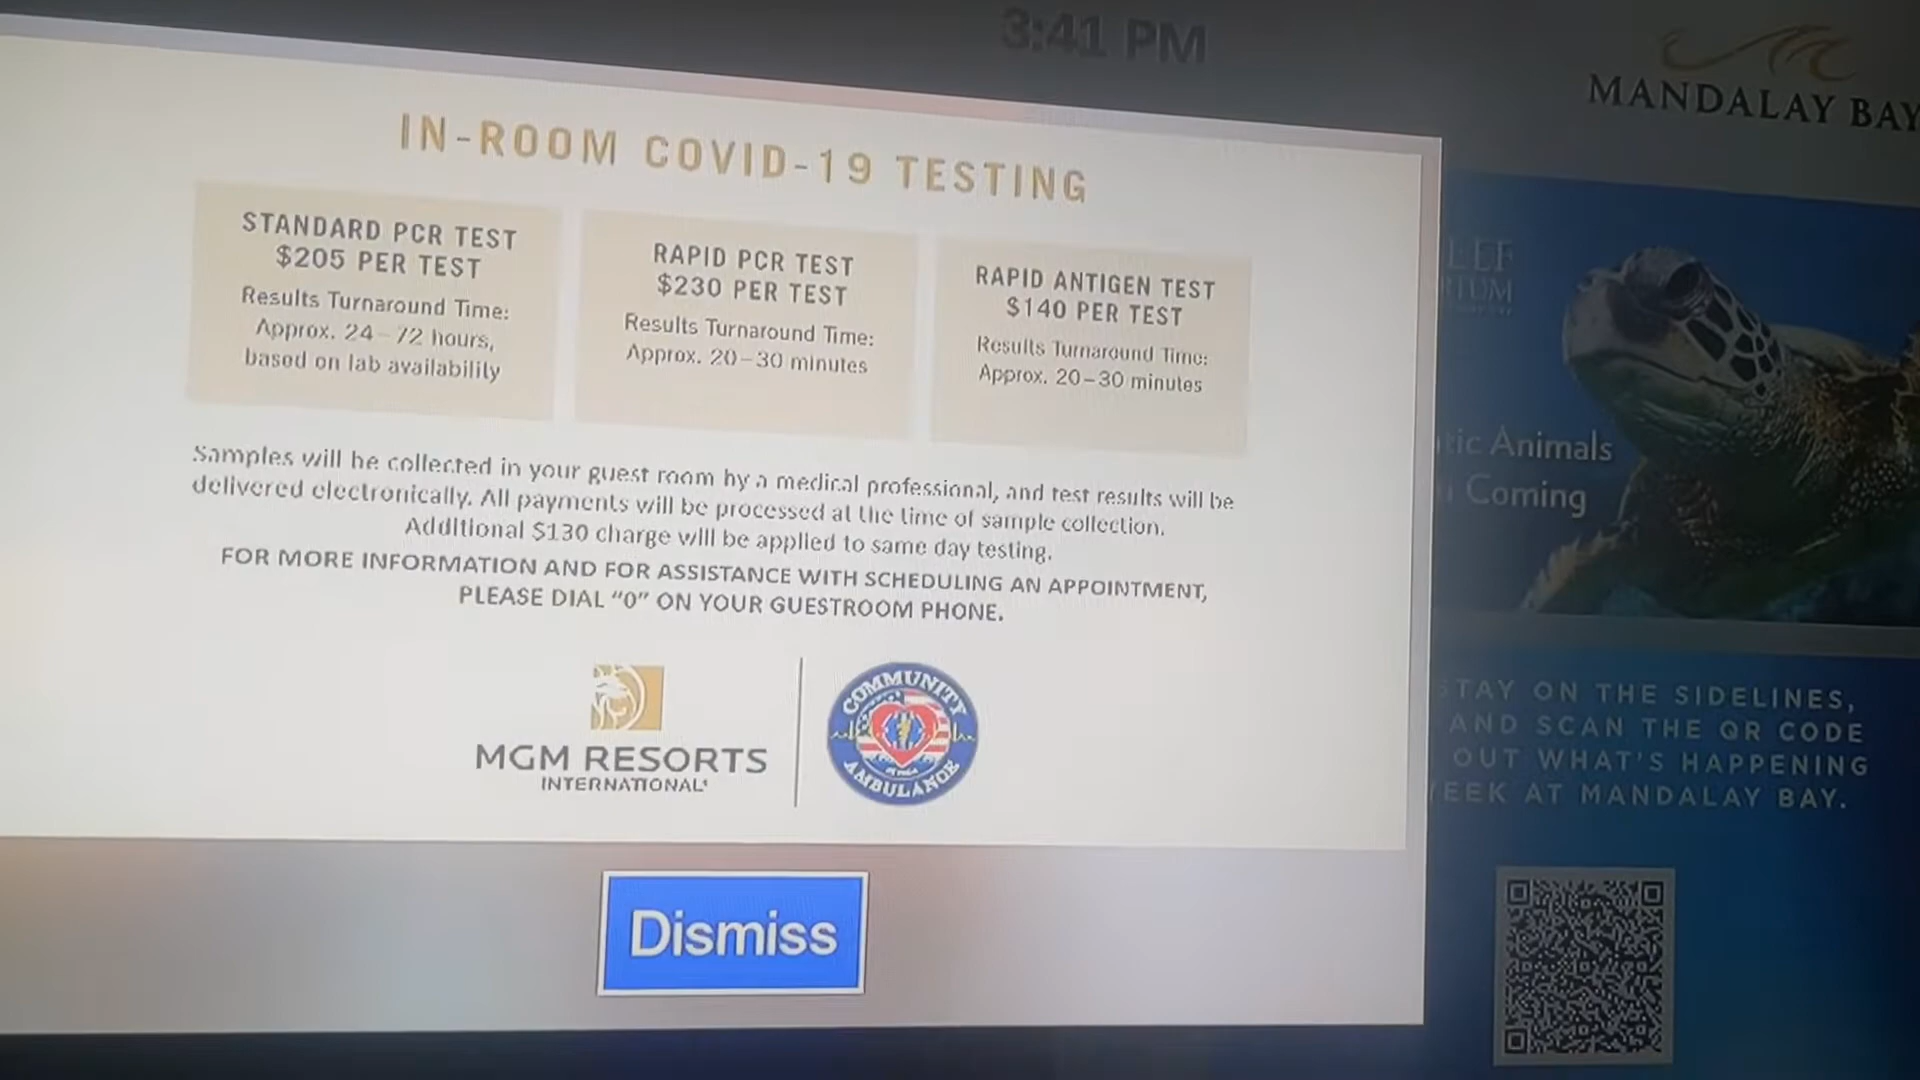 3:41 PM
MANDALAY BAY
IN-ROOM COVID-19 TESTING
STANDARD PCR TEST
$205 PER TEST
Results Turnaround Time:
Approx. 24–72 hours,
based on lab availability
RAPID PCR TEST
$230 PER TEST
Results Turnaround Time:
Approx. 20–30 minutes
RAPID ANTIGEN TEST
$140 PER TEST
Results Turnaround Time:
Approx. 20–30 minutes
Samples will be collected in your guest room by a medical professional, and test results will be
delivered electronically. All payments will be processed at the time of sample collection.
Additional $130 charge will be applied to same day testing.
FOR MORE INFORMATION AND FOR ASSISTANCE WITH SCHEDULING AN APPOINTMENT,
PLEASE DIAL “0” ON YOUR GUESTROOM PHONE.
MGM RESORTS
INTERNATIONAL
COMMUNITY
AMBULANCE
Dismiss
Animals
Coming
STAY ON THE SIDELINES,
AND SCAN THE QR CODE
OUT WHAT'S HAPPENING
EEK AT MANDALAY BAY.